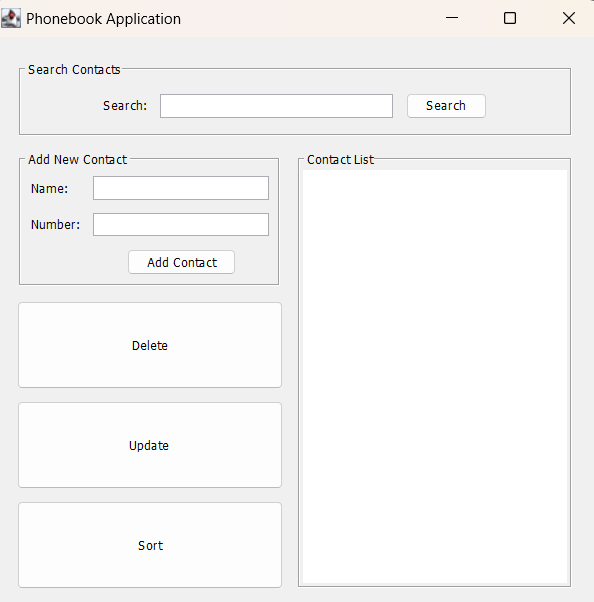 Phonebook Application
Search Contacts
Search:
Search
Add New Contact
Contact List
Name:
Number:
Add Contact
Delete
Update
Sort